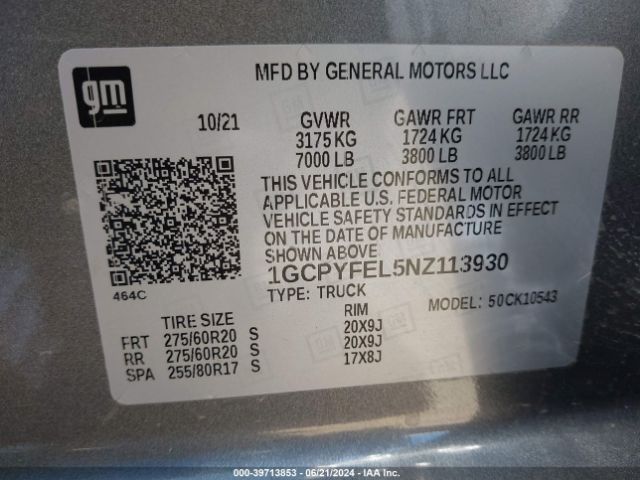 gm
MFD BY GENERAL MOTORS LLC
10/21 GVWR GAWR FRT GAWR RR
3175 KG 1724 KG 1724 KG
7000 LB 3800 LB 3800 LB
THIS VEHICLE CONFORMS TO ALL
APPLICABLE U.S. FEDERAL MOTOR
VEHICLE SAFETY STANDARDS IN EFFECT
ON THE DATE OF MANUFACTURE
SHOWN ABOVE.
464C
1GCPYFEL5NZ113930
TYPE: TRUCK MODEL: 50CK10543
TIRE SIZE RIM
FRT 275/60R20 S 20X9J
RR 275/60R20 S 20X9J
SPA 255/80R17 S 17X8J
000-39713853 06/21/2024 IAA Inc.